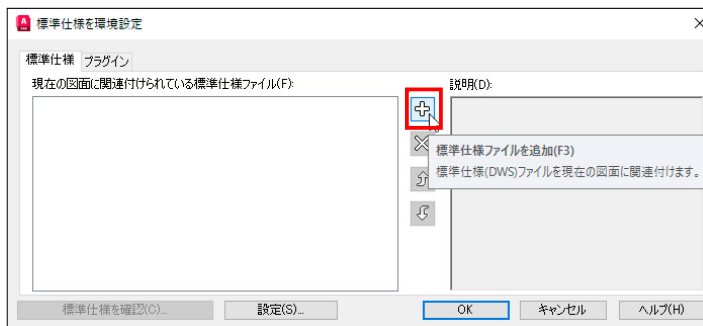 標準仕様を環境設定
標準仕様 プラグイン
現在の図面に関連付けられている標準仕様ファイル(F):
説明(D):
標準仕様ファイルを追加(F3)
標準仕様(DWS)ファイルを現在の図面に関連付けます。
標準仕様を確認(C)... 設定(S)... OK キャンセル ヘルプ(H)